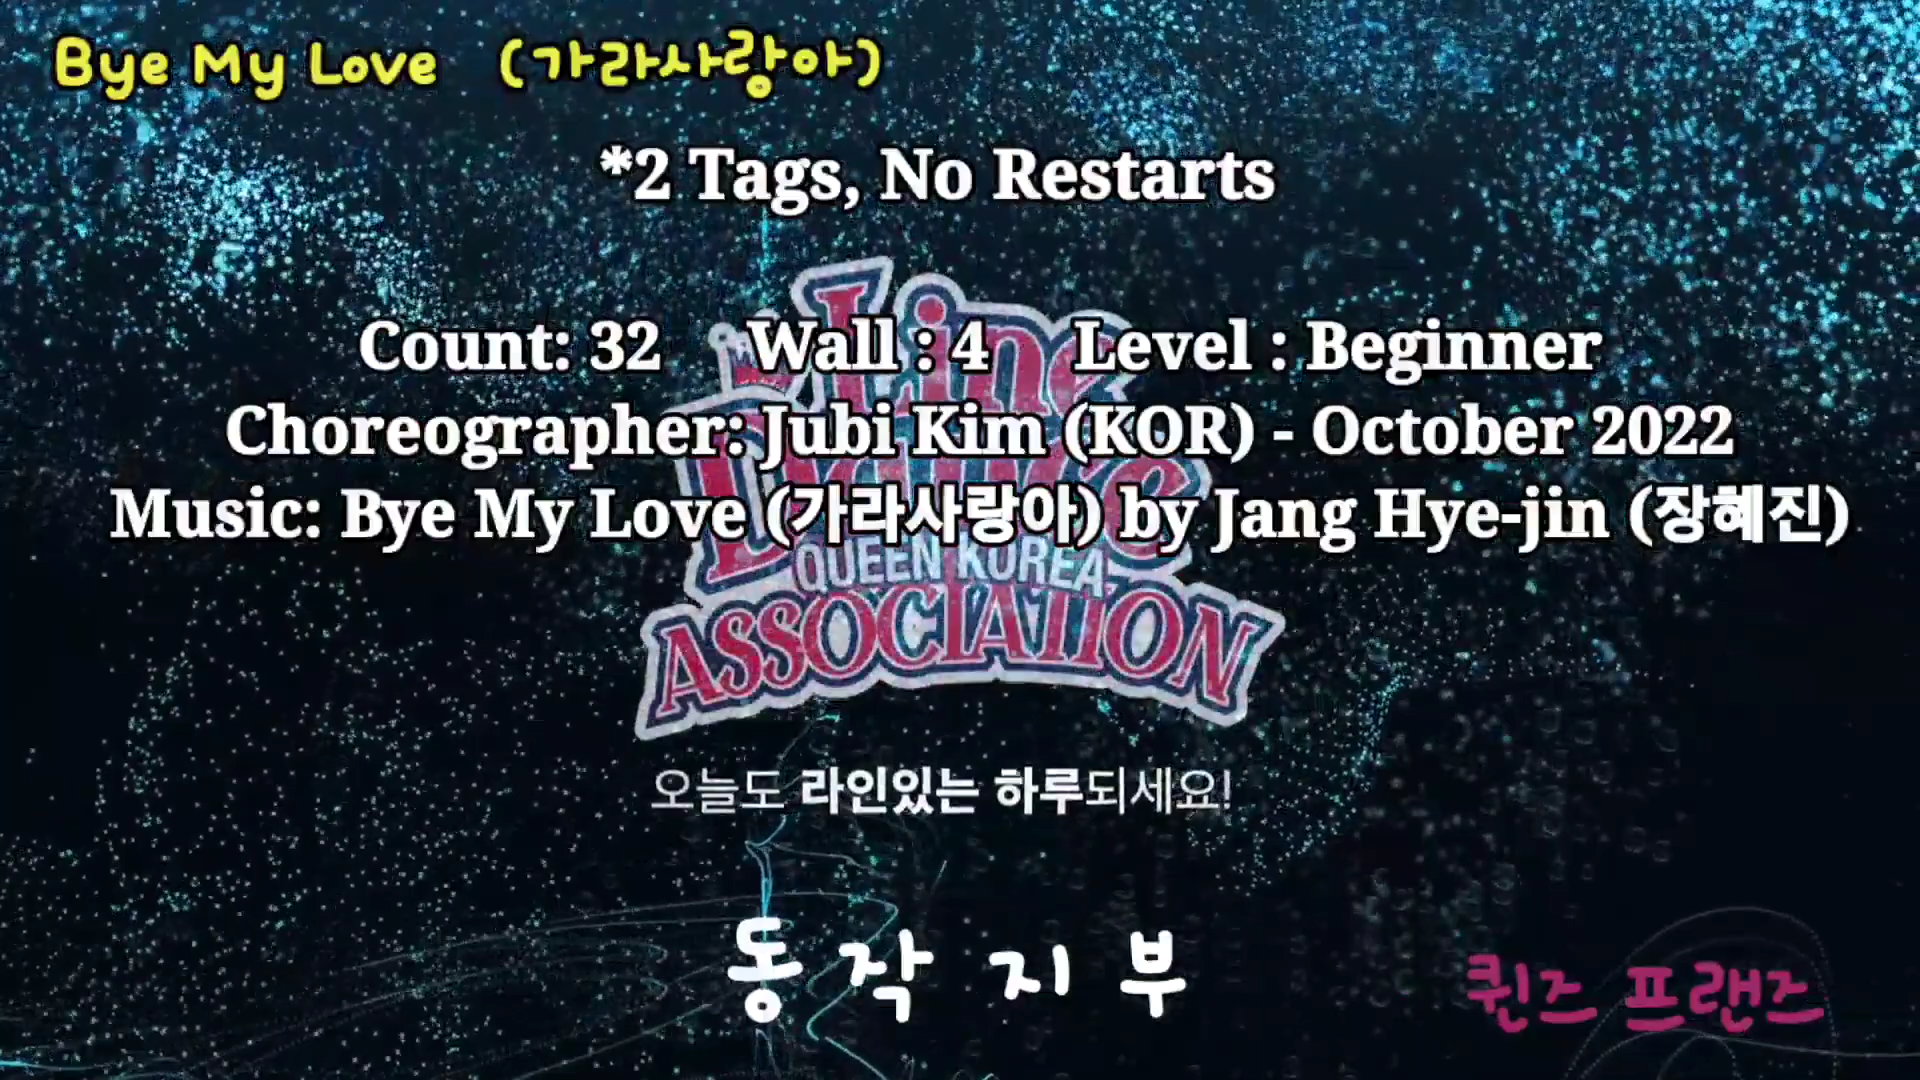 Bye My Love (가라사랑아)
*2 Tags, No Restarts
Count: 32 Wall : 4 Level : Beginner
Choreographer: Jubi Kim (KOR) - October 2022
Music: Bye My Love (가라사랑아) by Jang Hye-jin (장혜진)
Line
Dance
QUEEN KOREA
ASSOCIATION
오늘도 라인있는 하루되세요!
동작지부
퀸즈 프랜즈